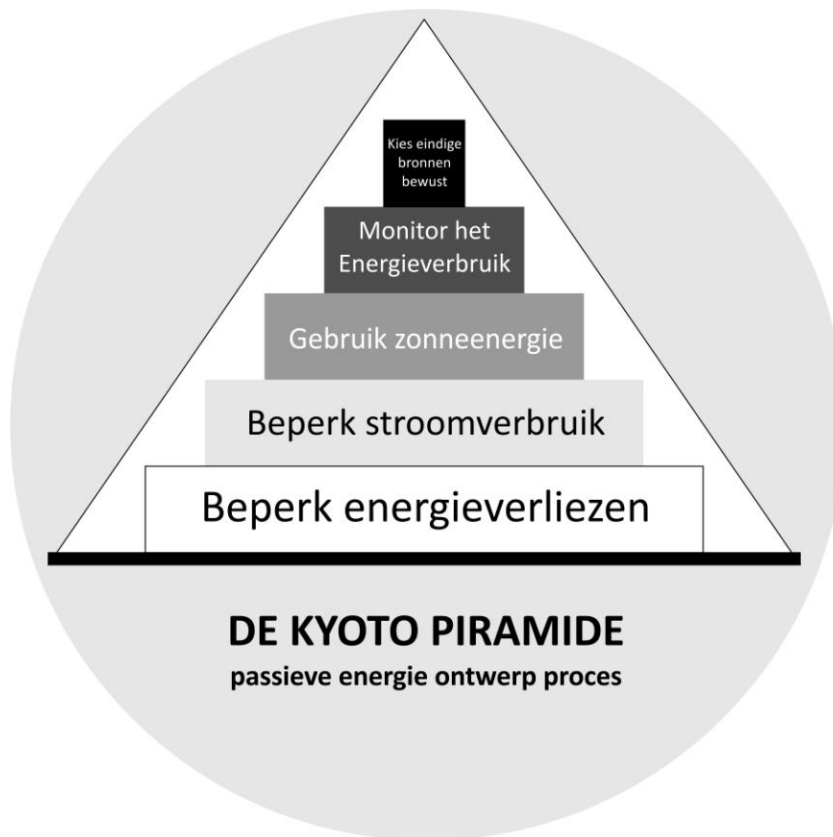 Kies eindige
bronnen
bewust
Monitor het
Energieverbruik
Gebruik zonneenergie
Beperk stroomverbruik
Beperk energieverliezen
DE KYOTO PIRAMIDE
passieve energie ontwerp proces